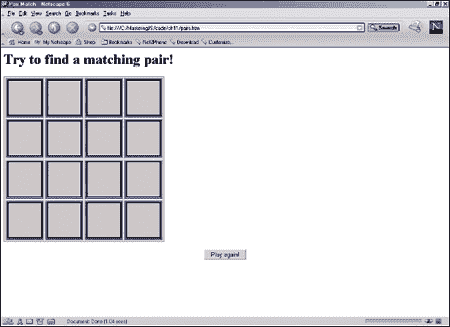 Pairs Match - Netscape 6
File Edit View Search Go Bookmarks Tasks Help
Search
Home My Netscape Shop Bookmarks Net2Phone Download Customize...
Try to find a matching pair!
Play again!
Document: Done